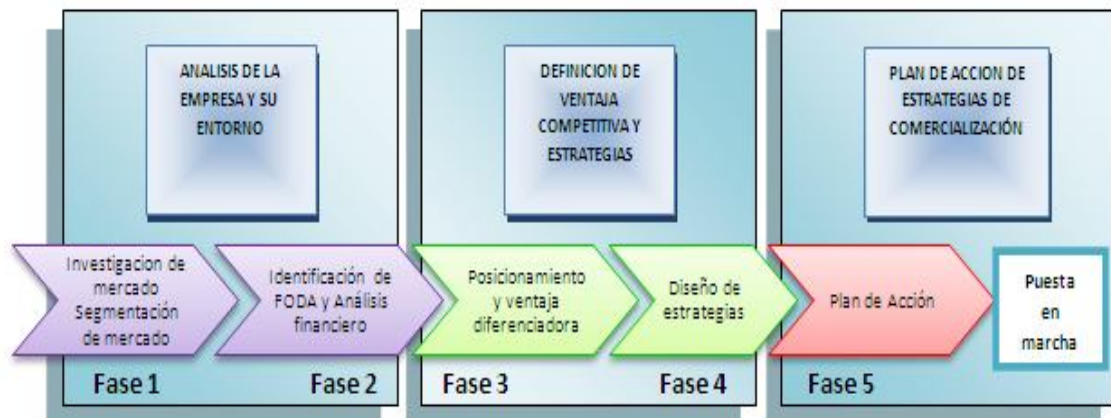 ANALISIS DE LA
EMPRESA Y SU
ENTORNO
DEFINICION DE
VENTAJA
COMPETITIVA Y
ESTRATEGIAS
PLAN DE ACCION DE
ESTRATEGIAS DE
COMERCIALIZACIÓN
Investigacion de
mercado
Segmentación
de mercado
Identificación de
FODA y Análisis
financiero
Posicionamiento
y ventaja
diferenciadora
Diseño de
estrategias
Plan de Acción
Puesta
en
marcha
Fase 1
Fase 2
Fase 3
Fase 4
Fase 5